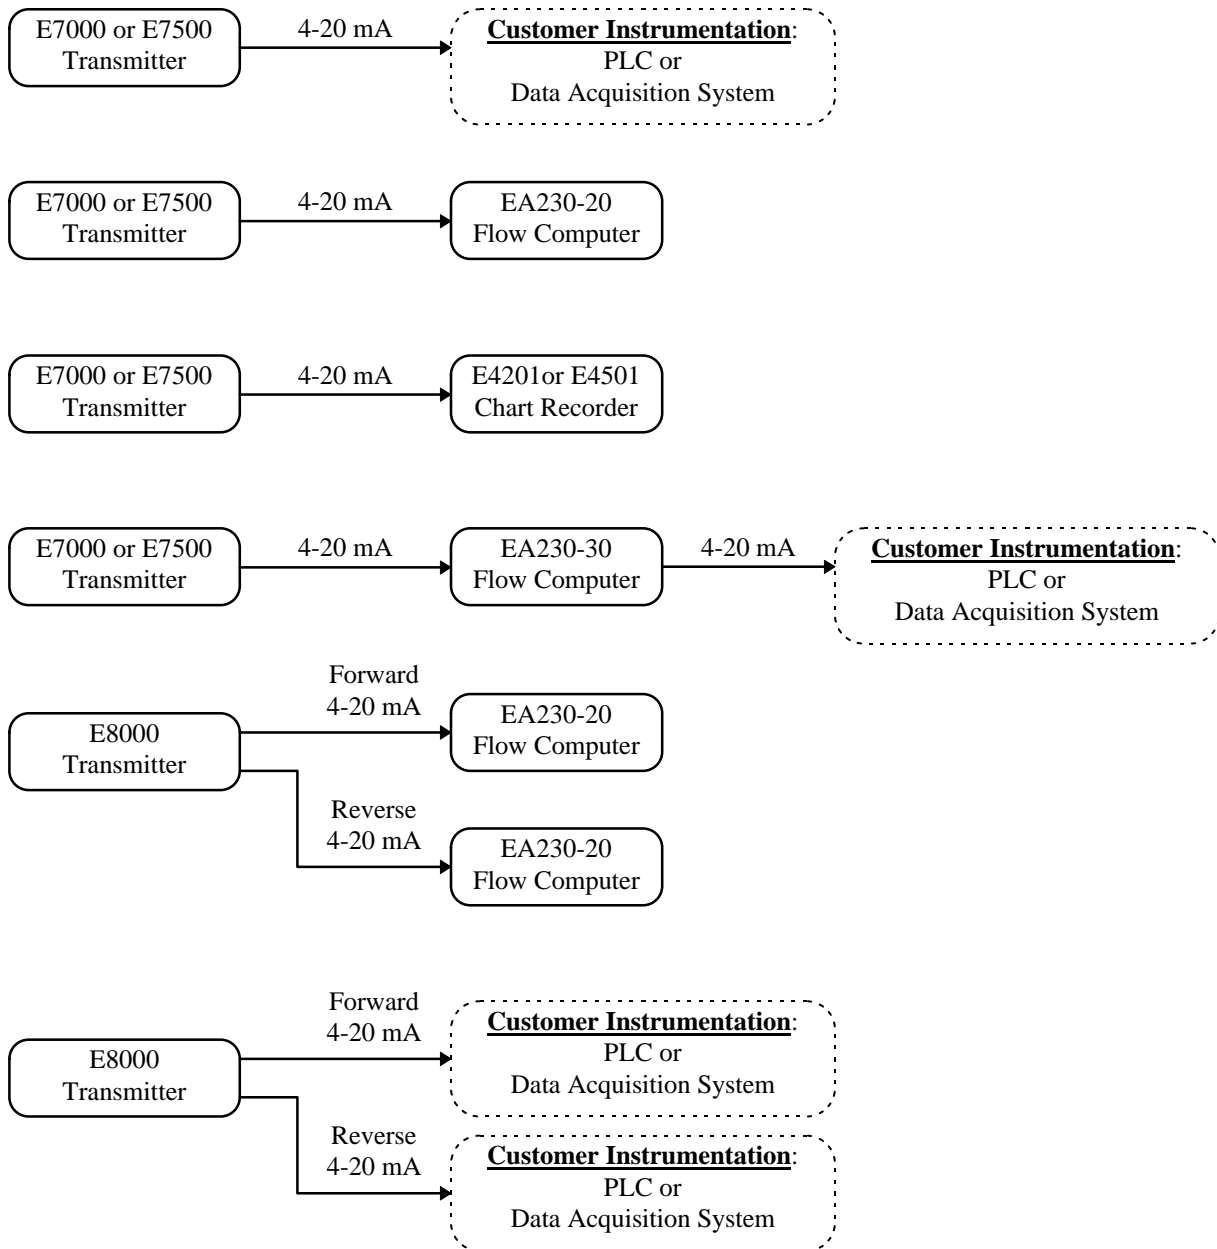 E7000 or E7500
Transmitter
4-20 mA
Customer Instrumentation:
PLC or
Data Acquisition System
E7000 or E7500
Transmitter
4-20 mA
EA230-20
Flow Computer
E7000 or E7500
Transmitter
4-20 mA
E4201or E4501
Chart Recorder
E7000 or E7500
Transmitter
4-20 mA
EA230-30
Flow Computer
4-20 mA
Customer Instrumentation:
PLC or
Data Acquisition System
E8000
Transmitter
Forward
4-20 mA
EA230-20
Flow Computer
Reverse
4-20 mA
EA230-20
Flow Computer
E8000
Transmitter
Forward
4-20 mA
Customer Instrumentation:
PLC or
Data Acquisition System
Reverse
4-20 mA
Customer Instrumentation:
PLC or
Data Acquisition System